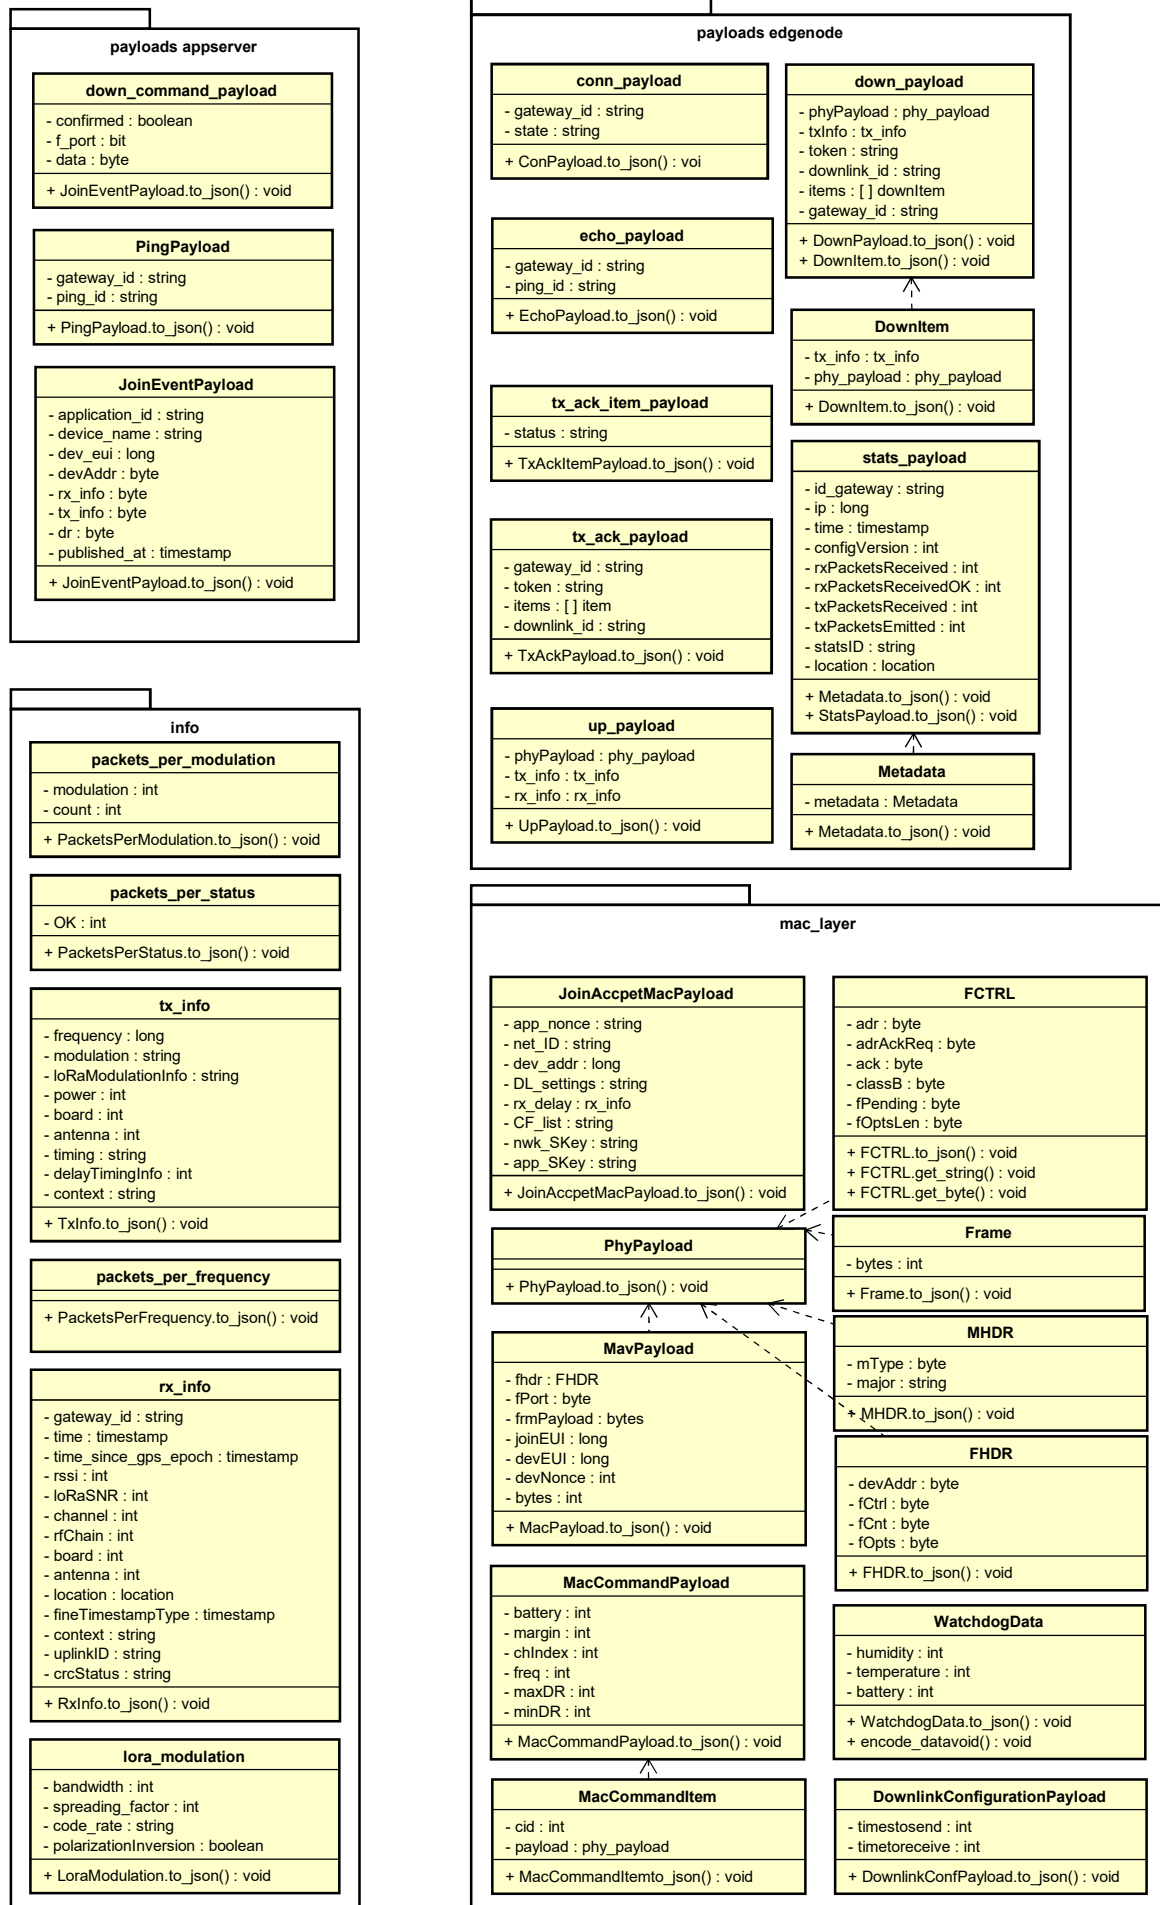 payloads appserver
down_command_payload
- confirmed : boolean
- f_port : bit
- data : byte
+ JoinEventPayload.to_json() : void
PingPayload
- gateway_id : string
- ping_id : string
+ PingPayload.to_json() : void
JoinEventPayload
- application_id : string
- device_name : string
- dev_eui : long
- devAddr : byte
- rx_info : byte
- tx_info : byte
- dr : byte
- published_at : timestamp
+ JoinEventPayload.to_json() : void
payloads edgenode
conn_payload
- gateway_id : string
- state : string
+ ConPayload.to_json() : voi
echo_payload
- gateway_id : string
- ping_id : string
+ EchoPayload.to_json() : void
tx_ack_item_payload
- status : string
+ TxAckItemPayload.to_json() : void
tx_ack_payload
- gateway_id : string
- token : string
- items : [ ] item
- downlink_id : string
+ TxAckPayload.to_json() : void
up_payload
- phyPayload : phy_payload
- tx_info : tx_info
- rx_info : rx_info
+ UpPayload.to_json() : void
down_payload
- phyPayload : phy_payload
- txInfo : tx_info
- token : string
- downlink_id : string
- items : [ ] downItem
- gateway_id : string
+ DownPayload.to_json() : void
+ DownItem.to_json() : void
DownItem
- tx_info : tx_info
- phy_payload : phy_payload
+ DownItem.to_json() : void
stats_payload
- id_gateway : string
- ip : long
- time : timestamp
- configVersion : int
- rxPacketsReceived : int
- rxPacketsReceivedOK : int
- txPacketsReceived : int
- txPacketsEmitted : int
- statsID : string
- location : location
+ Metadata.to_json() : void
+ StatsPayload.to_json() : void
Metadata
- metadata : Metadata
+ Metadata.to_json() : void
info
packets_per_modulation
- modulation : int
- count : int
+ PacketsPerModulation.to_json() : void
packets_per_status
- OK : int
+ PacketsPerStatus.to_json() : void
tx_info
- frequency : long
- modulation : string
- loRaModulationInfo : string
- power : int
- board : int
- antenna : int
- timing : string
- delayTimingInfo : int
- context : string
+ TxInfo.to_json() : void
packets_per_frequency
+ PacketsPerFrequency.to_json() : void
rx_info
- gateway_id : string
- time : timestamp
- time_since_gps_epoch : timestamp
- rssi : int
- loRaSNR : int
- channel : int
- rfChain : int
- board : int
- antenna : int
- location : location
- fineTimestampType : timestamp
- context : string
- uplinkID : string
- crcStatus : string
+ RxInfo.to_json() : void
lora_modulation
- bandwidth : int
- spreading_factor : int
- code_rate : string
- polarizationInversion : boolean
+ LoraModulation.to_json() : void
mac_layer
JoinAccpetMacPayload
- app_nonce : string
- net_ID : string
- dev_addr : long
- DL_settings : string
- rx_delay : rx_info
- CF_list : string
- nwk_SKey : string
- app_SKey : string
+ JoinAccpetMacPayload.to_json() : void
PhyPayload
+ PhyPayload.to_json() : void
MavPayload
- fhdr : FHDR
- fPort : byte
- frmPayload : bytes
- joinEUI : long
- devEUI : long
- devNonce : int
- bytes : int
+ MacPayload.to_json() : void
MacCommandPayload
- battery : int
- margin : int
- chIndex : int
- freq : int
- maxDR : int
- minDR : int
+ MacCommandPayload.to_json() : void
MacCommandItem
- cid : int
- payload : phy_payload
+ MacCommandItemto_json() : void
FCTRL
- adr : byte
- adrAckReq : byte
- ack : byte
- classB : byte
- fPending : byte
- fOptsLen : byte
+ FCTRL.to_json() : void
+ FCTRL.get_string() : void
+ FCTRL.get_byte() : void
Frame
- bytes : int
+ Frame.to_json() : void
MHDR
- mType : byte
- major : string
+ MHDR.to_json() : void
FHDR
- devAddr : byte
- fCtrl : byte
- fCnt : byte
- fOpts : byte
+ FHDR.to_json() : void
WatchdogData
- humidity : int
- temperature : int
- battery : int
+ WatchdogData.to_json() : void
+ encode_datavoid() : void
DownlinkConfigurationPayload
- timestosend : int
- timetoreceive : int
+ DownlinkConfPayload.to_json() : void